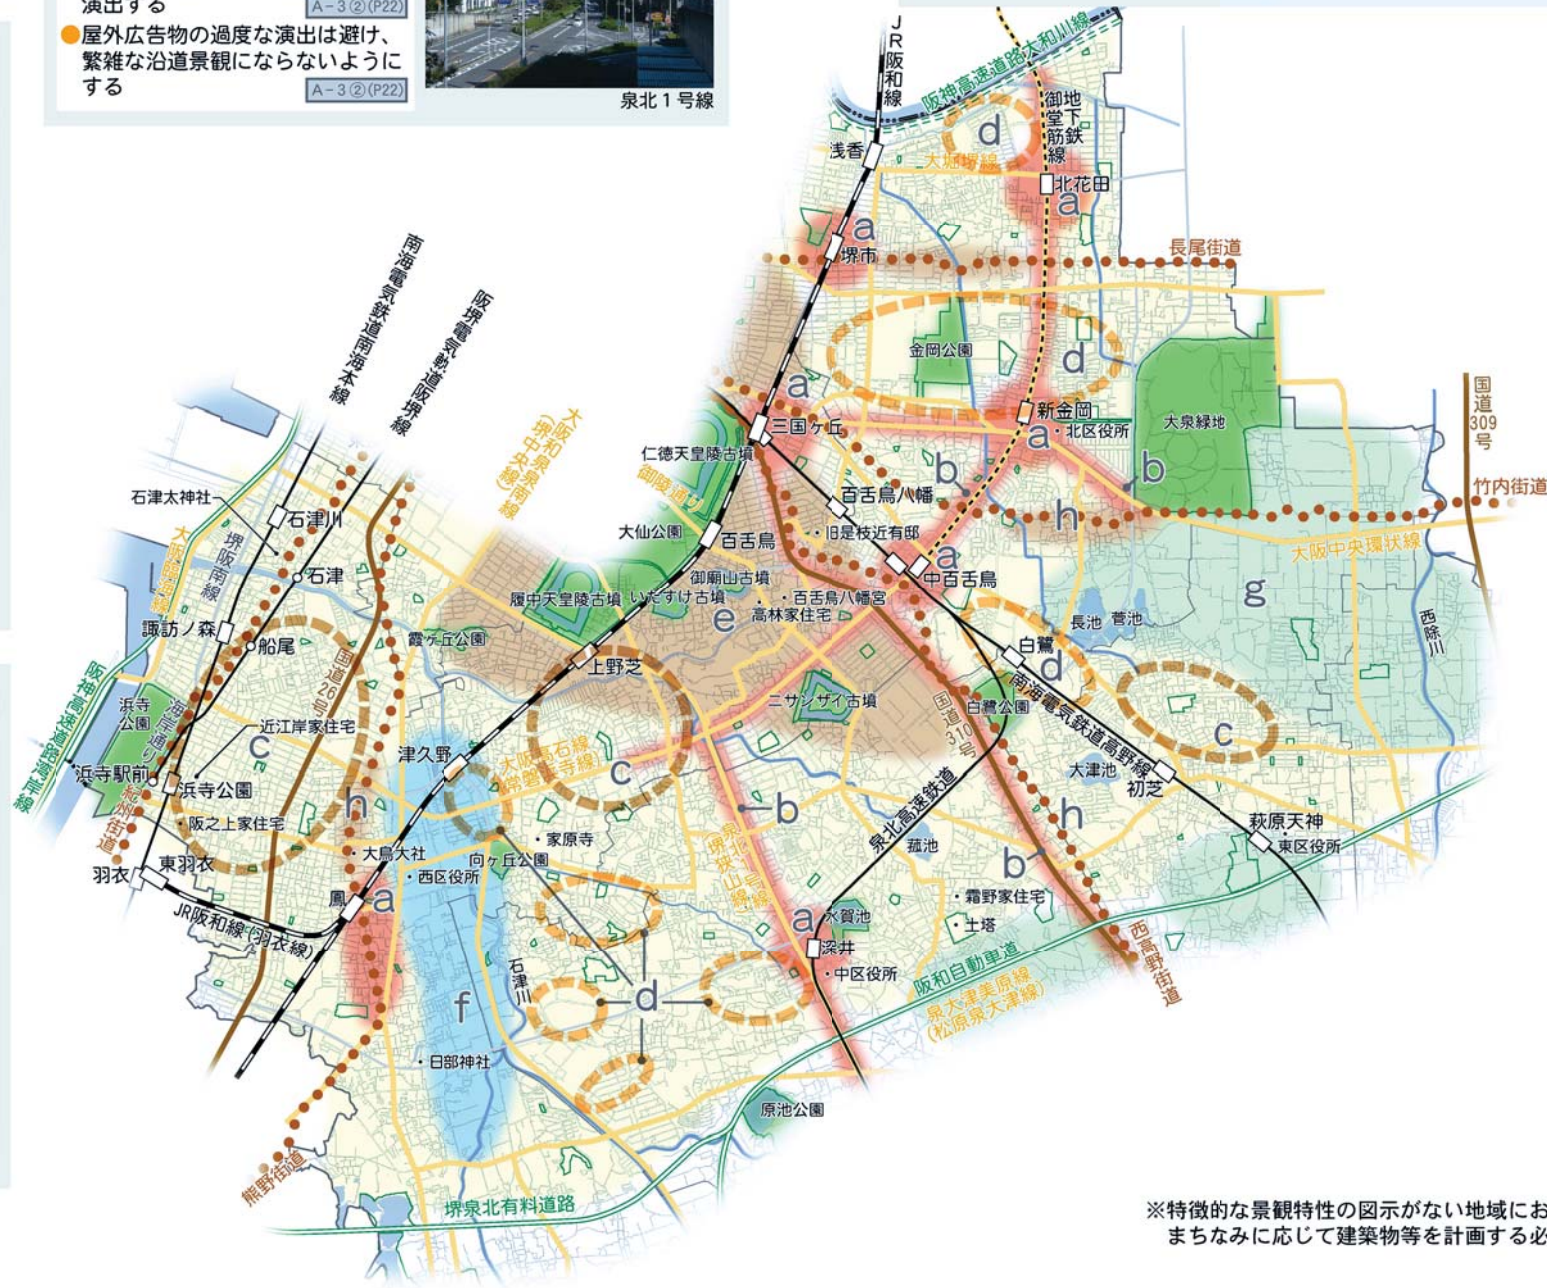 演出する
A-3②(P22)
●屋外広告物の過度な演出は避け、
繁雑な沿道景観にならないように
する
A-3②(P22)
泉北1号線
JR阪和線
阪神高速道路大和川線
地下鉄
御堂筋線
d
浅香
大堀堺線
北花田
a
a
堺市
長尾街道
南海電気鉄道南海本線
阪堺電気軌道阪堺線
金岡公園
d
a
国道309号
大阪和泉泉南線
(堺中央線)
三国ヶ丘
新金岡
a
・北区役所
大泉緑地
仁徳天皇陵古墳
御陵通り
b
b
竹内街道
石津太神社
石津川
百舌鳥八幡
h
大阪臨海線
堺阪南線
大仙公園
百舌鳥
・旧是枝近有邸
大阪中央環状線
a
中百舌鳥
石津
御廟山古墳
g
履中天皇陵古墳
いたすけ古墳
・百舌鳥八幡宮
高林家住宅
e
長池
菅池
西除川
諏訪ノ森
船尾
霞ヶ丘公園
上野芝
白鷺
d
国道26号
阪神高速道路湾岸線
浜寺公園
海岸通り
ニサンザイ古墳
国道310号
白鷺公園
南海電気鉄道高野線
近江岸家住宅
c
c
津久野
大阪高石線
(常磐浜寺線)
c
大津池
初芝
浜寺駅前
浜寺公園
紀州街道
h
b
泉北高速鉄道
h
・阪之上家住宅
・家原寺
泉北1号線
(堺狭山線)
菰池
萩原天神
・東区役所
・大鳥大社
向ヶ丘公園
b
羽衣
東羽衣
・西区役所
鳳
a
・霜野家住宅
JR阪和線(羽衣線)
a
水賀池
・土塔
深井
西高野街道
石津川
・中区役所
阪和自動車道
泉大津美原線
(松原泉大津線)
d
f
・日部神社
原池公園
熊野街道
堺泉北有料道路
※特徴的な景観特性の図示がない地域にお
まちなみに応じて建築物等を計画する必